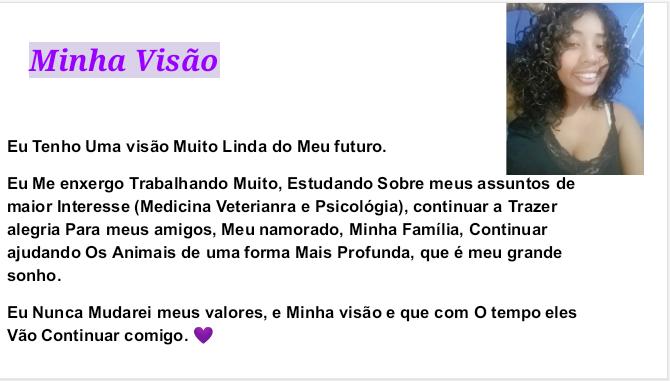 Minha Visão
Eu Tenho Uma visão Muito Linda do Meu futuro.
Eu Me enxergo Trabalhando Muito, Estudando Sobre meus assuntos de
maior Interesse (Medicina Veterianra e Psicológia), continuar a Trazer
alegria Para meus amigos, Meu namorado, Minha Família, Continuar
ajudando Os Animais de uma forma Mais Profunda, que é meu grande
sonho.
Eu Nunca Mudarei meus valores, e Minha visão e que com O tempo eles
Vão Continuar comigo. 💜